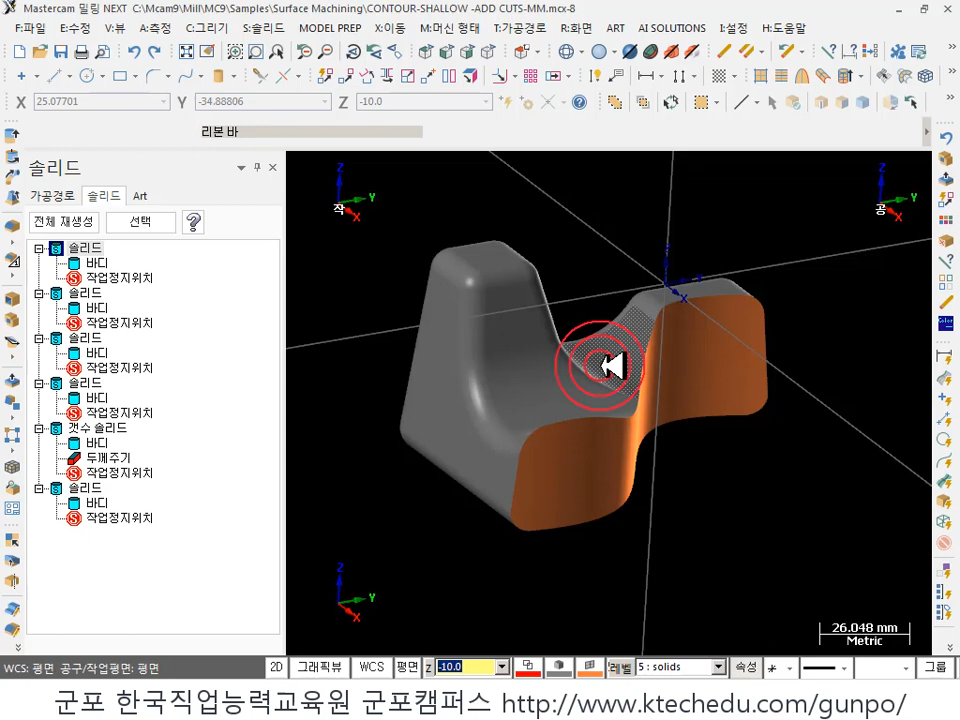 Mastercam 밀링 NEXT C:\Mcam9\Mill\MC9\Samples\Surface Machining\CONTOUR-SHALLOW -ADD CUTS-MM.mcx-8
F:파일 E:수정 V:뷰 A:측정 C:그리기 S:솔리드 MODEL PREP X:이동 M:머신 형태 T:가공경로 R:화면 ART AI SOLUTIONS I:설정 H:도움말
X 25.07701 Y -34.88806 Z -10.0
리본 바
솔리드
가공경로 솔리드 Art
전체 재생성 선택
솔리드
바디
작업정지위치
솔리드
바디
작업정지위치
솔리드
바디
작업정지위치
솔리드
바디
작업정지위치
갯수 솔리드
바디
두께주기
작업정지위치
솔리드
바디
작업정지위치
Z Y 작 X
Z Y 공 X
Z Y X
Z Y X
26.048 mm
Metric
WCS: 평면 공구/작업평면: 평면 2D 그래픽뷰 WCS 평면 Z -10.0 레벨 5 : solids 속성 그룹
군포 한국직업능력교육원 군포캠퍼스 http://www.ktechedu.com/gunpo/